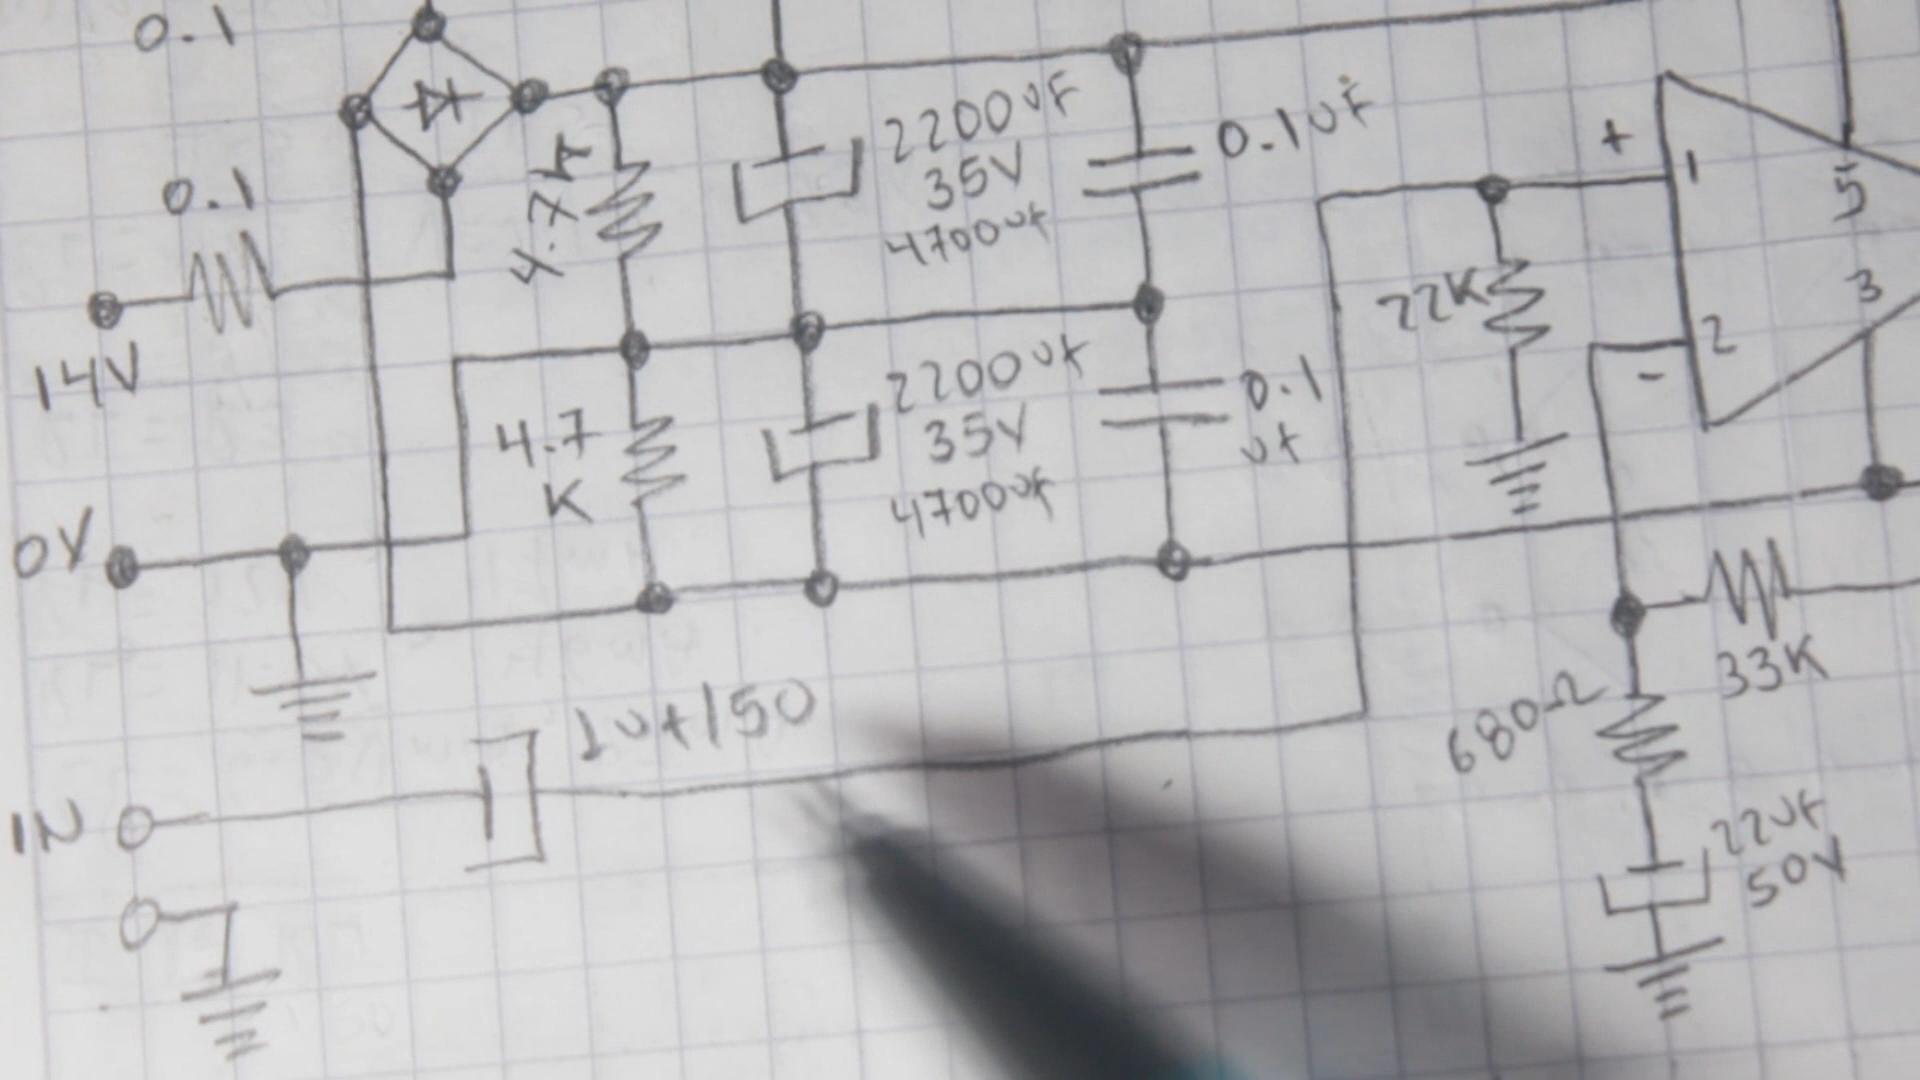 0.1
0.1
14V
4.7K
2200uF
35V
4700uF
0.1uF
+
1
5
22K
3
2
-
4.7
K
2200uF
35V
4700uF
0.1
uF
0V
33K
680Ω
1uF/50
IN
22uF
50V